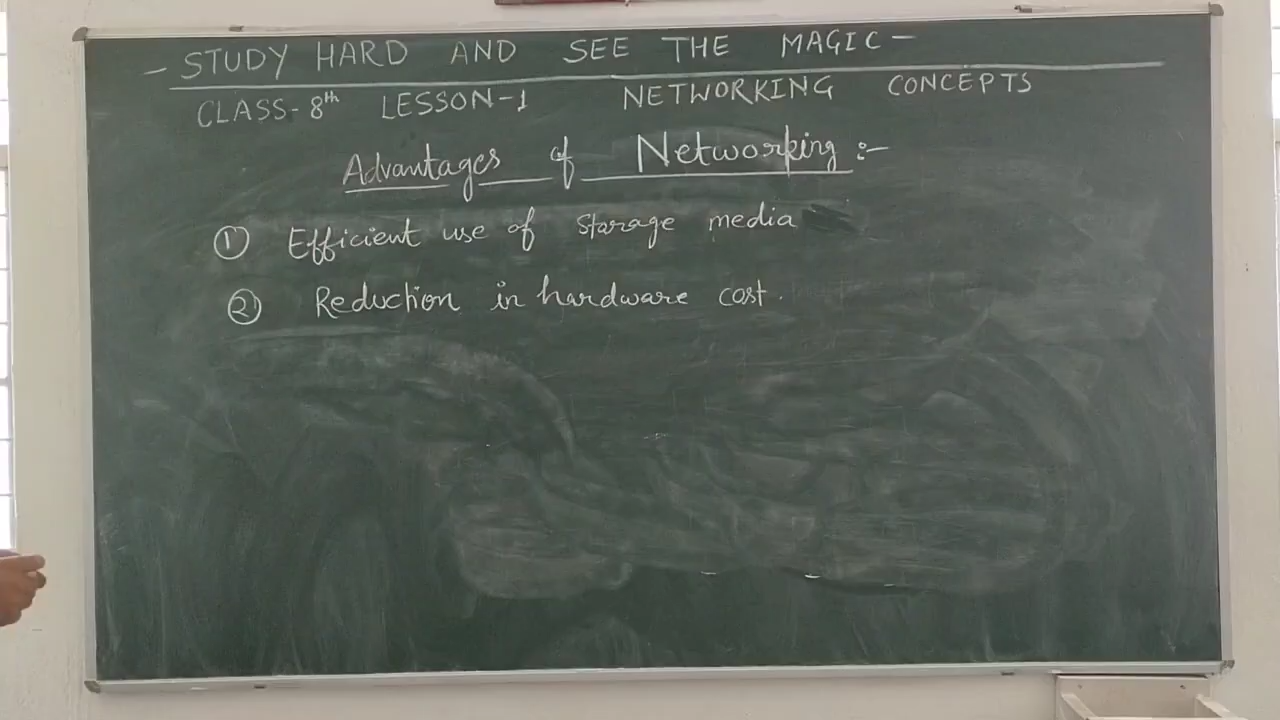 - STUDY HARD AND SEE THE MAGIC -
CLASS-8th LESSON-1 NETWORKING CONCEPTS
Advantages of Networking :-
① Efficient use of storage media
② Reduction in hardware cost.